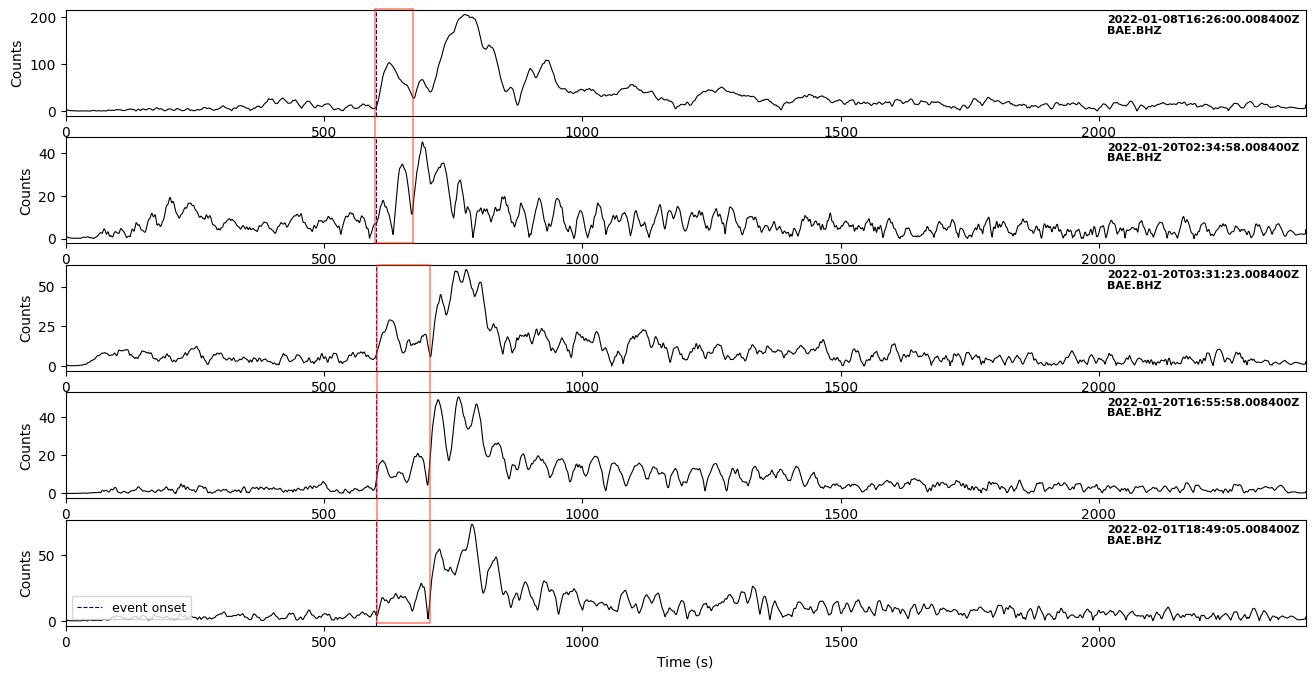 200
100
0
Counts
2022-01-08T16:26:00.008400Z
BAE.BHZ
0 500 1000 1500 2000
40
20
0
Counts
2022-01-20T02:34:58.008400Z
BAE.BHZ
0 500 1000 1500 2000
50
25
0
Counts
2022-01-20T03:31:23.008400Z
BAE.BHZ
0 500 1000 1500 2000
40
20
0
Counts
2022-01-20T16:55:58.008400Z
BAE.BHZ
0 500 1000 1500 2000
50
0
Counts
2022-02-01T18:49:05.008400Z
BAE.BHZ
event onset
0 500 1000 1500 2000
Time (s)